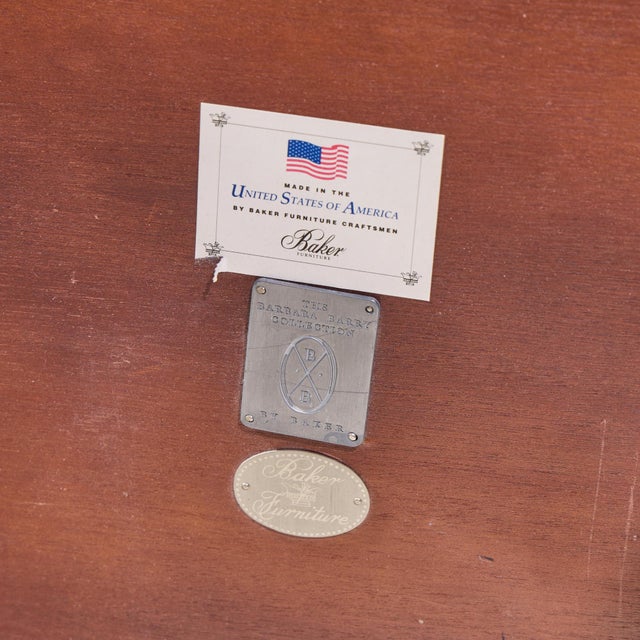 MADE IN THE
UNITED STATES OF AMERICA
BY BAKER FURNITURE CRAFTSMEN
Baker
FURNITURE
THE
BARBARA BARRY
COLLECTION
B
B
BY BAKER
Baker
Furniture